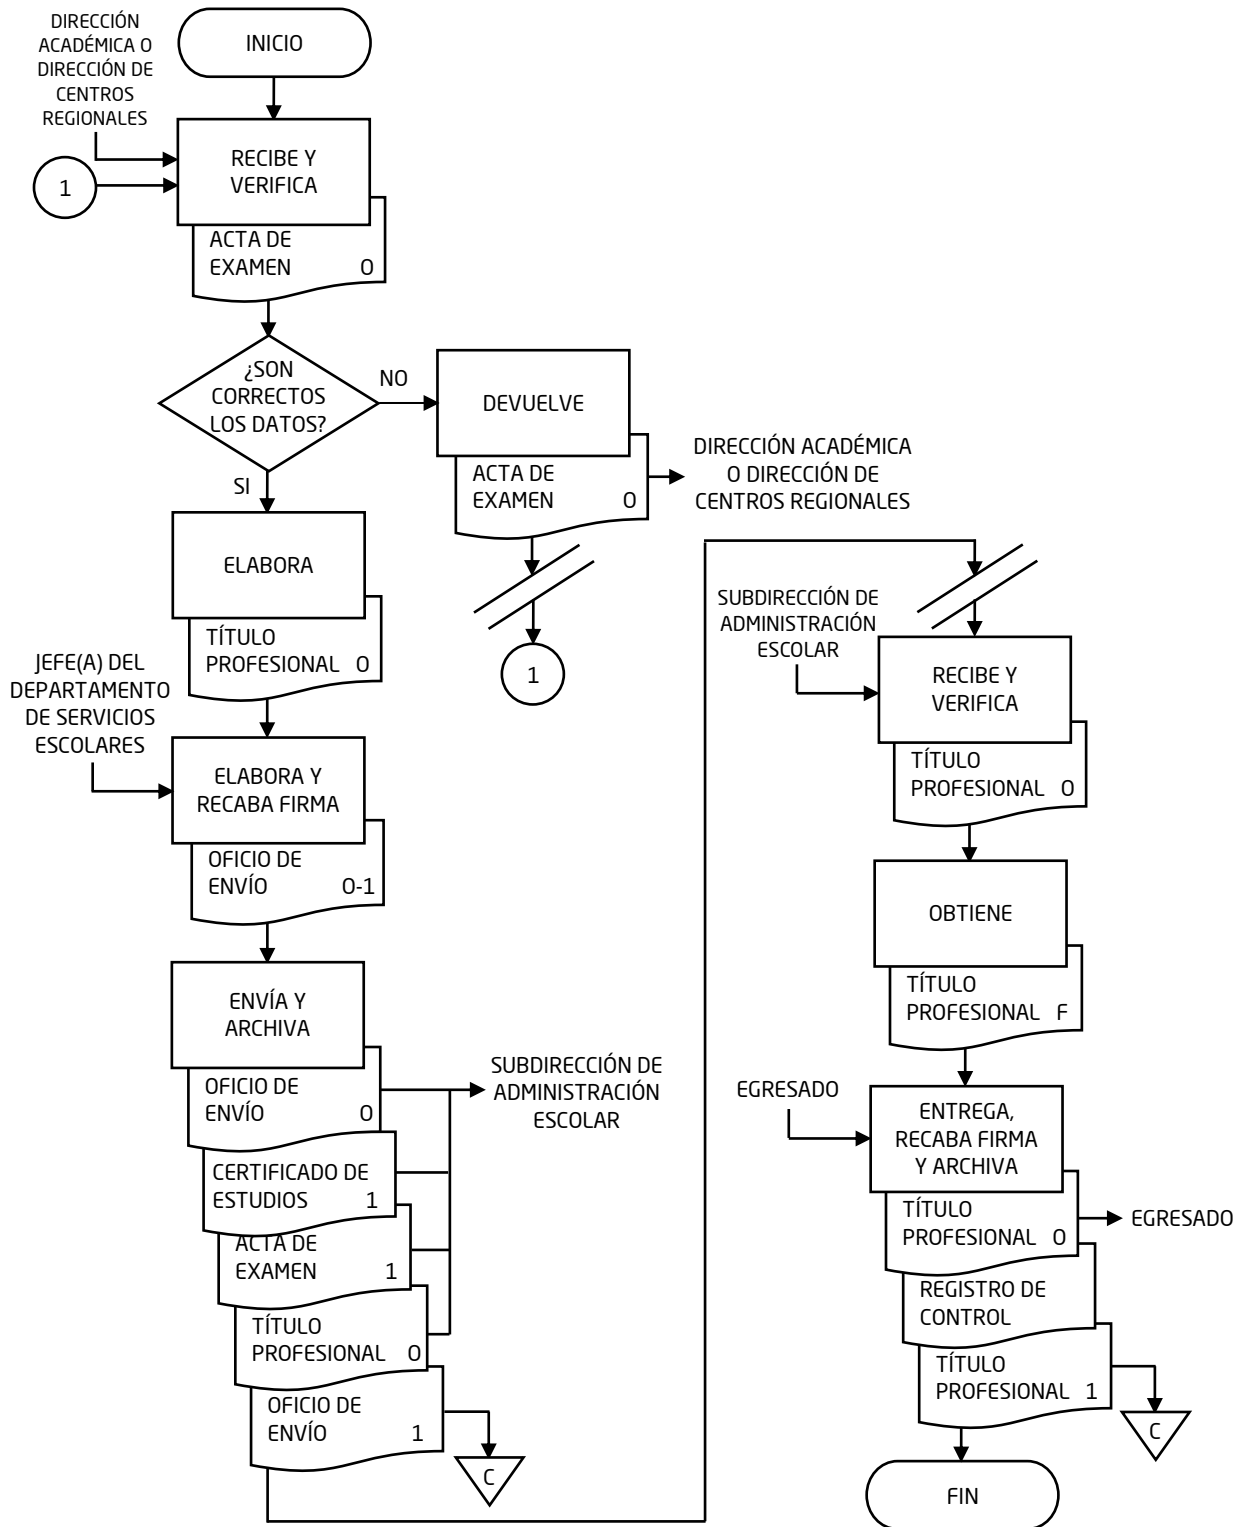 DIRECCIÓN
ACADÉMICA O
DIRECCIÓN DE
CENTROS
REGIONALES
INICIO
1
RECIBE Y
VERIFICA
ACTA DE
EXAMEN O
¿SON
CORRECTOS
LOS DATOS?
NO
SI
DEVUELVE
ACTA DE
EXAMEN O
DIRECCIÓN ACADÉMICA
O DIRECCIÓN DE
CENTROS REGIONALES
1
ELABORA
TÍTULO
PROFESIONAL O
JEFE(A) DEL
DEPARTAMENTO
DE SERVICIOS
ESCOLARES
ELABORA Y
RECABA FIRMA
OFICIO DE
ENVÍO O-1
ENVÍA Y
ARCHIVA
OFICIO DE
ENVÍO O
SUBDIRECCIÓN DE
ADMINISTRACIÓN
ESCOLAR
CERTIFICADO DE
ESTUDIOS 1
ACTA DE
EXAMEN 1
TÍTULO
PROFESIONAL O
OFICIO DE
ENVÍO 1
C
SUBDIRECCIÓN DE
ADMINISTRACIÓN
ESCOLAR
RECIBE Y
VERIFICA
TÍTULO
PROFESIONAL O
OBTIENE
TÍTULO
PROFESIONAL F
EGRESADO
ENTREGA,
RECABA FIRMA
Y ARCHIVA
TÍTULO
PROFESIONAL O
EGRESADO
REGISTRO DE
CONTROL
TÍTULO
PROFESIONAL 1
C
FIN